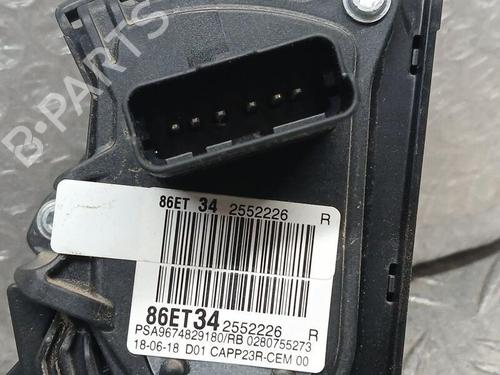 B-PARTS
86ET 34 2552226 R
86ET34 2552226 R
PSA9674829180/RB 0280755273
18-06-18 D01 CAPP23R-CEM 00